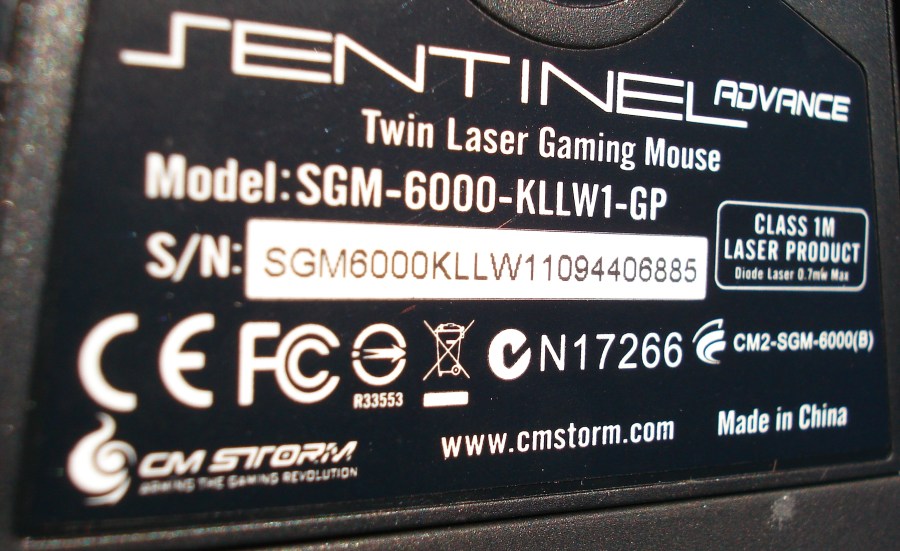 SENTINEL ADVANCE
Twin Laser Gaming Mouse
Model: SGM-6000-KLLW1-GP
S/N: SGM6000KLLW11094406885
CLASS 1M
LASER PRODUCT
Diode Laser 0.7mw Max
CE FC N17266 CM2-SGM-6000(B)
R33553
CM STORM
ARMING THE GAMING REVOLUTION
www.cmstorm.com
Made in China